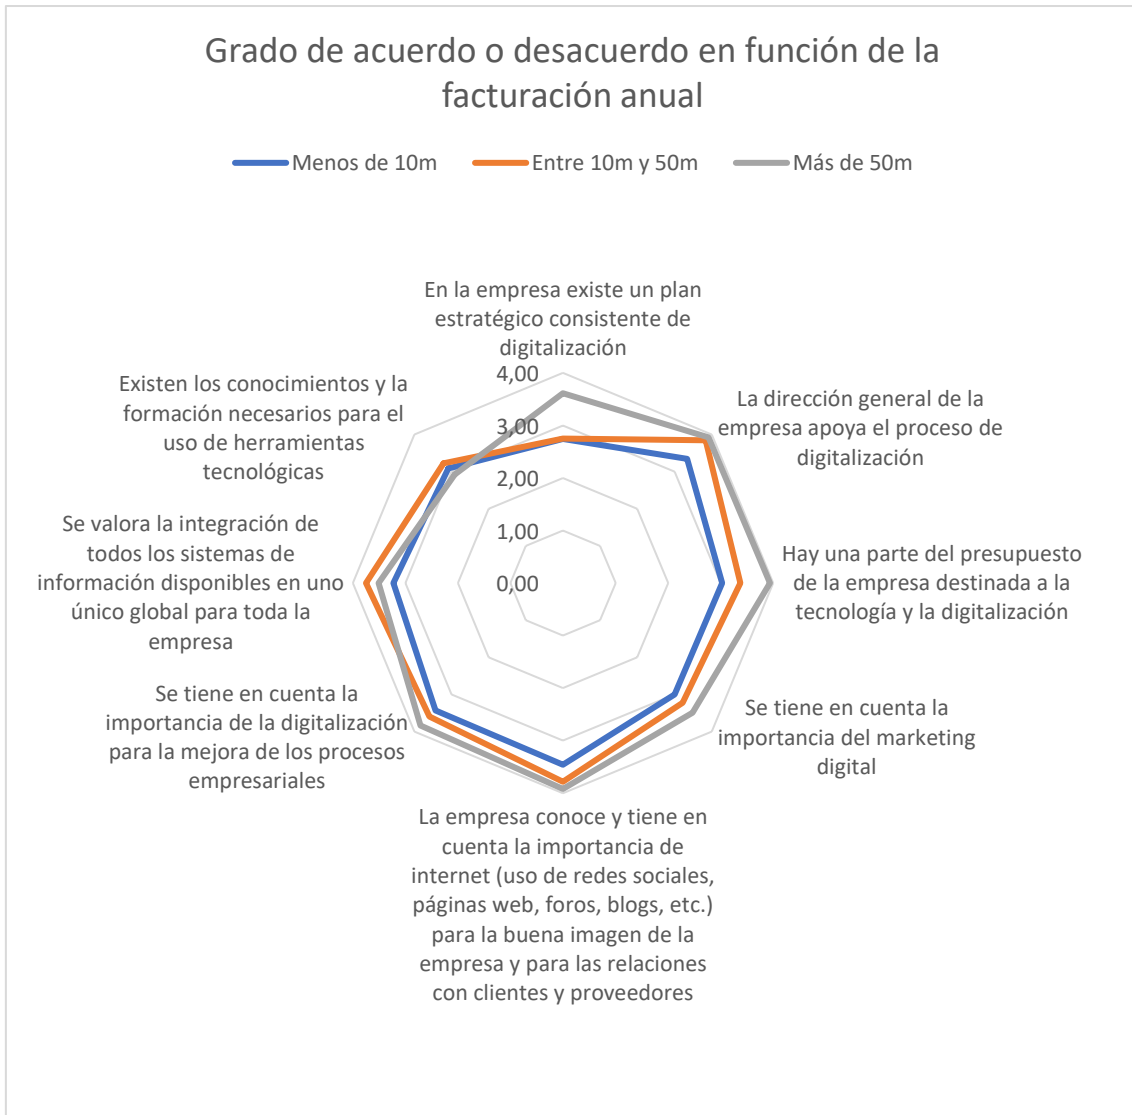 Grado de acuerdo o desacuerdo en función de la
facturación anual
Menos de 10m
Entre 10m y 50m
Más de 50m
En la empresa existe un plan
estratégico consistente de
digitalización
La dirección general de la
empresa apoya el proceso de
digitalización
Hay una parte del presupuesto
de la empresa destinada a la
tecnología y la digitalización
Se tiene en cuenta la
importancia del marketing
digital
La empresa conoce y tiene en
cuenta la importancia de
internet (uso de redes sociales,
páginas web, foros, blogs, etc.)
para la buena imagen de la
empresa y para las relaciones
con clientes y proveedores
Se tiene en cuenta la
importancia de la digitalización
para la mejora de los procesos
empresariales
Se valora la integración de
todos los sistemas de
información disponibles en uno
único global para toda la
empresa
Existen los conocimientos y la
formación necesarios para el
uso de herramientas
tecnológicas
4,00
3,00
2,00
1,00
0,00